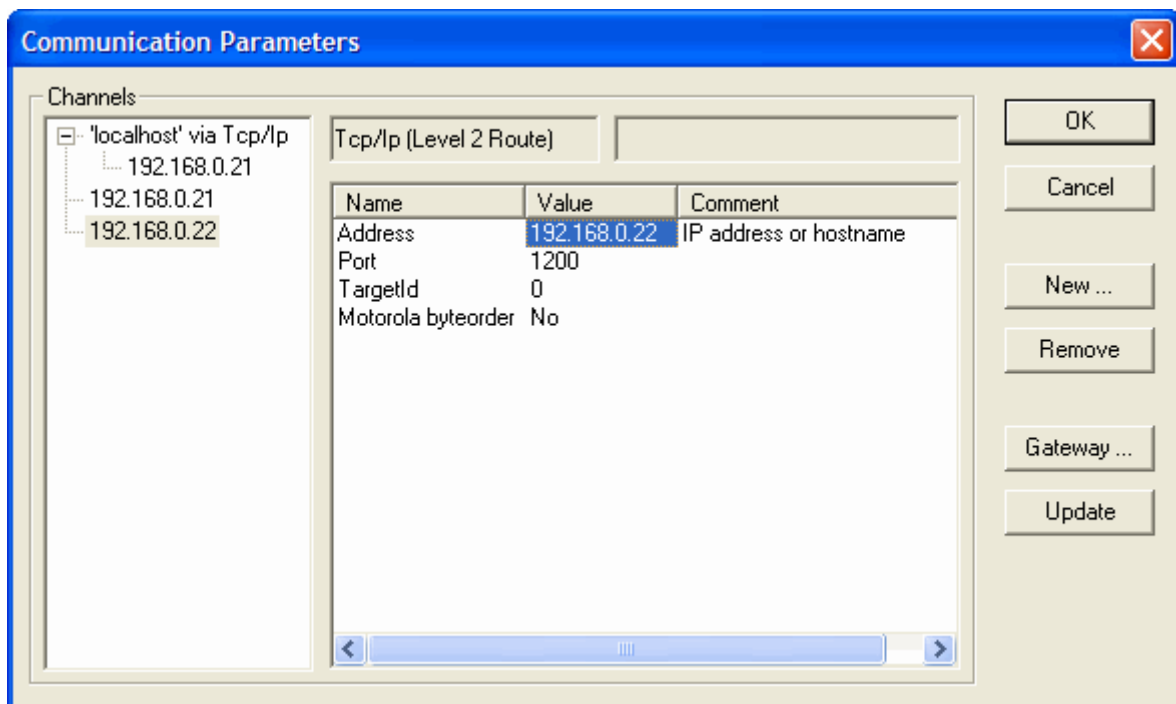 Communication Parameters
Channels
'localhost' via Tcp/Ip
192.168.0.21
192.168.0.21
192.168.0.22
Tcp/Ip (Level 2 Route)
Name Value Comment
Address 192.168.0.22 IP address or hostname
Port 1200
TargetId 0
Motorola byteorder No
OK
Cancel
New ...
Remove
Gateway ...
Update